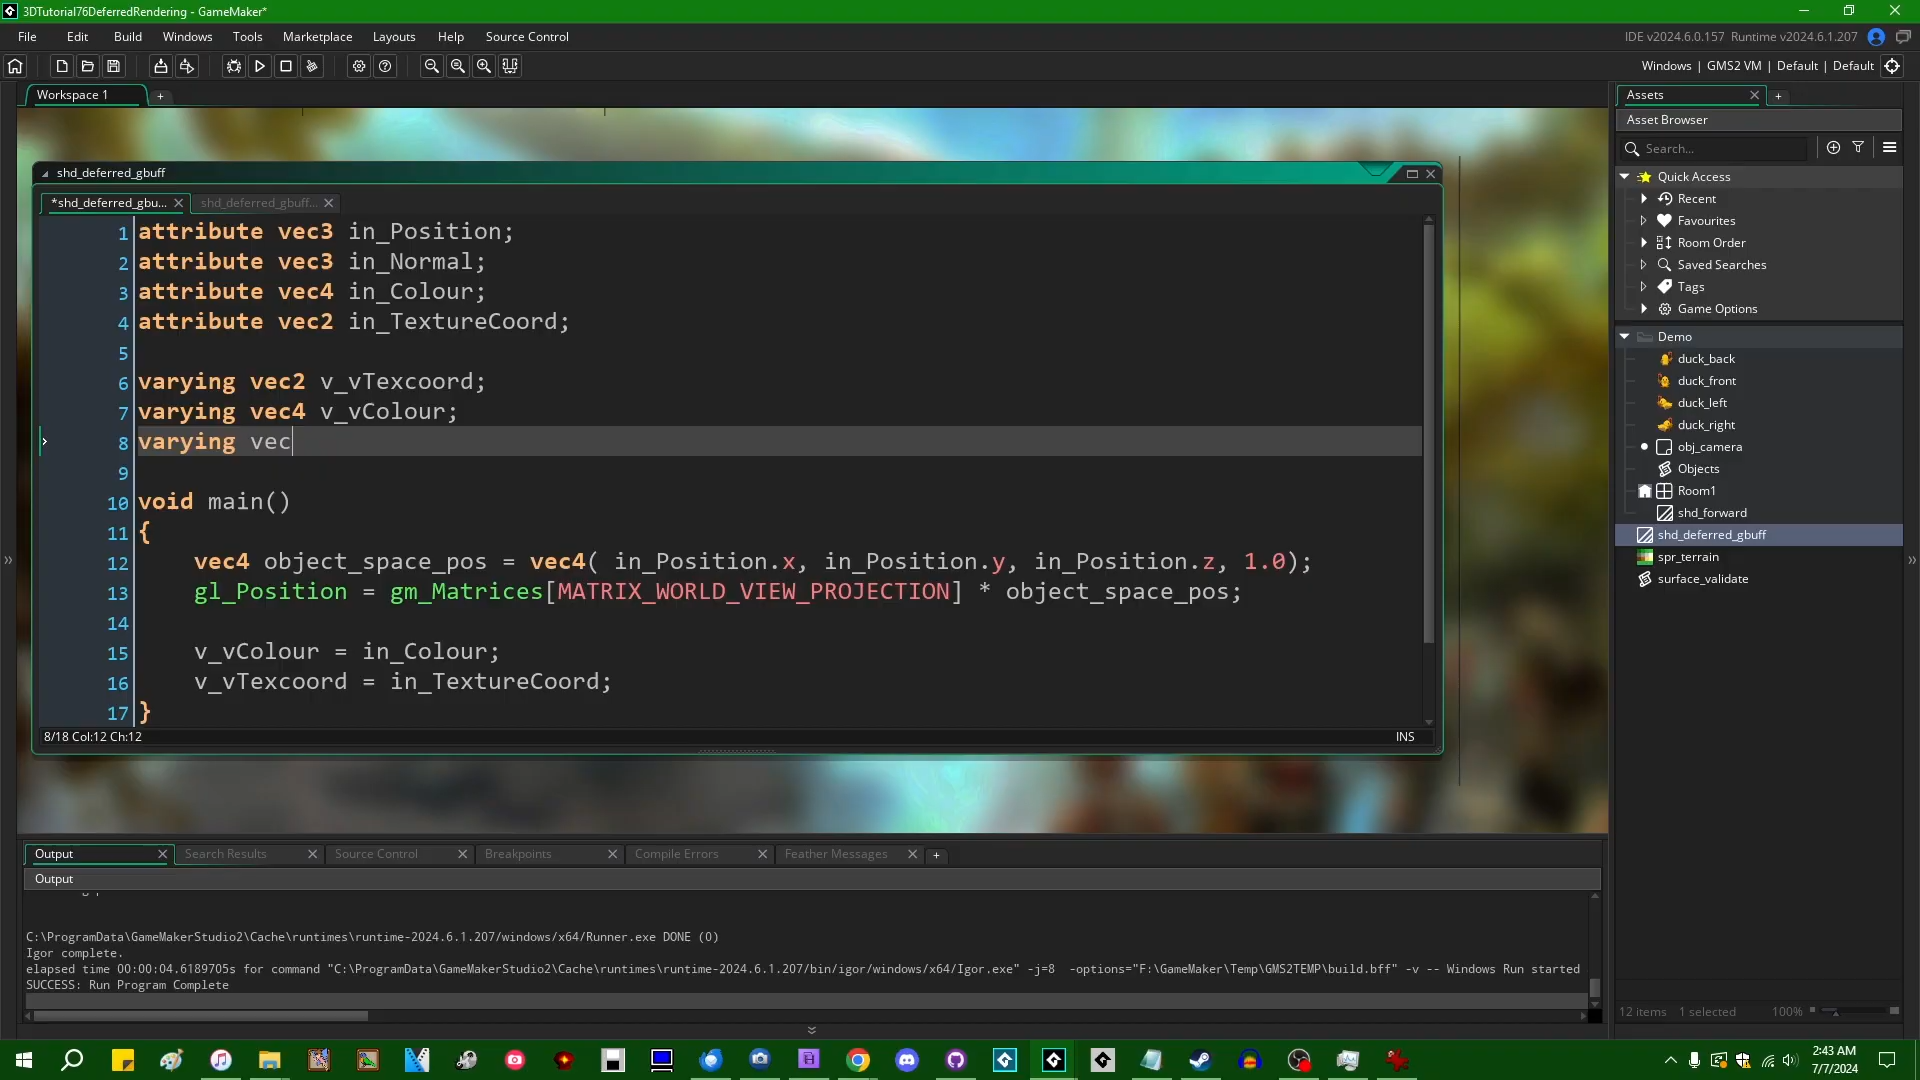 3DTutorial76DeferredRendering - GameMaker*
File Edit Build Windows Tools Marketplace Layouts Help Source Control
IDE v2024.6.0.157 Runtime v2024.6.1.207
Windows | GMS2 VM | Default | Default
Workspace 1
Assets
Asset Browser
Search...
shd_deferred_gbuff
*shd_deferred_gbu...
shd_deferred_gbuff...
1 attribute vec3 in_Position;
2 attribute vec3 in_Normal;
3 attribute vec4 in_Colour;
4 attribute vec2 in_TextureCoord;
5
6 varying vec2 v_vTexcoord;
7 varying vec4 v_vColour;
8 varying vec
9
10 void main()
11 {
12 vec4 object_space_pos = vec4( in_Position.x, in_Position.y, in_Position.z, 1.0);
13 gl_Position = gm_Matrices[MATRIX_WORLD_VIEW_PROJECTION] * object_space_pos;
14
15 v_vColour = in_Colour;
16 v_vTexcoord = in_TextureCoord;
17 }
8/18 Col:12 Ch:12
INS
Quick Access
Recent
Favourites
Room Order
Saved Searches
Tags
Game Options
Demo
duck_back
duck_front
duck_left
duck_right
obj_camera
Objects
Room1
shd_forward
shd_deferred_gbuff
spr_terrain
surface_validate
12 items 1 selected 100%
Output Search Results Source Control Breakpoints Compile Errors Feather Messages
Output
C:\ProgramData\GameMakerStudio2\Cache\runtimes\runtime-2024.6.1.207/windows/x64/Runner.exe DONE (0)
Igor complete.
elapsed time 00:00:04.6189705s for command "C:\ProgramData\GameMakerStudio2\Cache\runtimes\runtime-2024.6.1.207/bin/igor/windows/x64/Igor.exe" -j=8 -options="F:\GameMaker\Temp\GMS2TEMP\build.bff" -v -- Windows Run started
SUCCESS: Run Program Complete
2:43 AM
7/7/2024